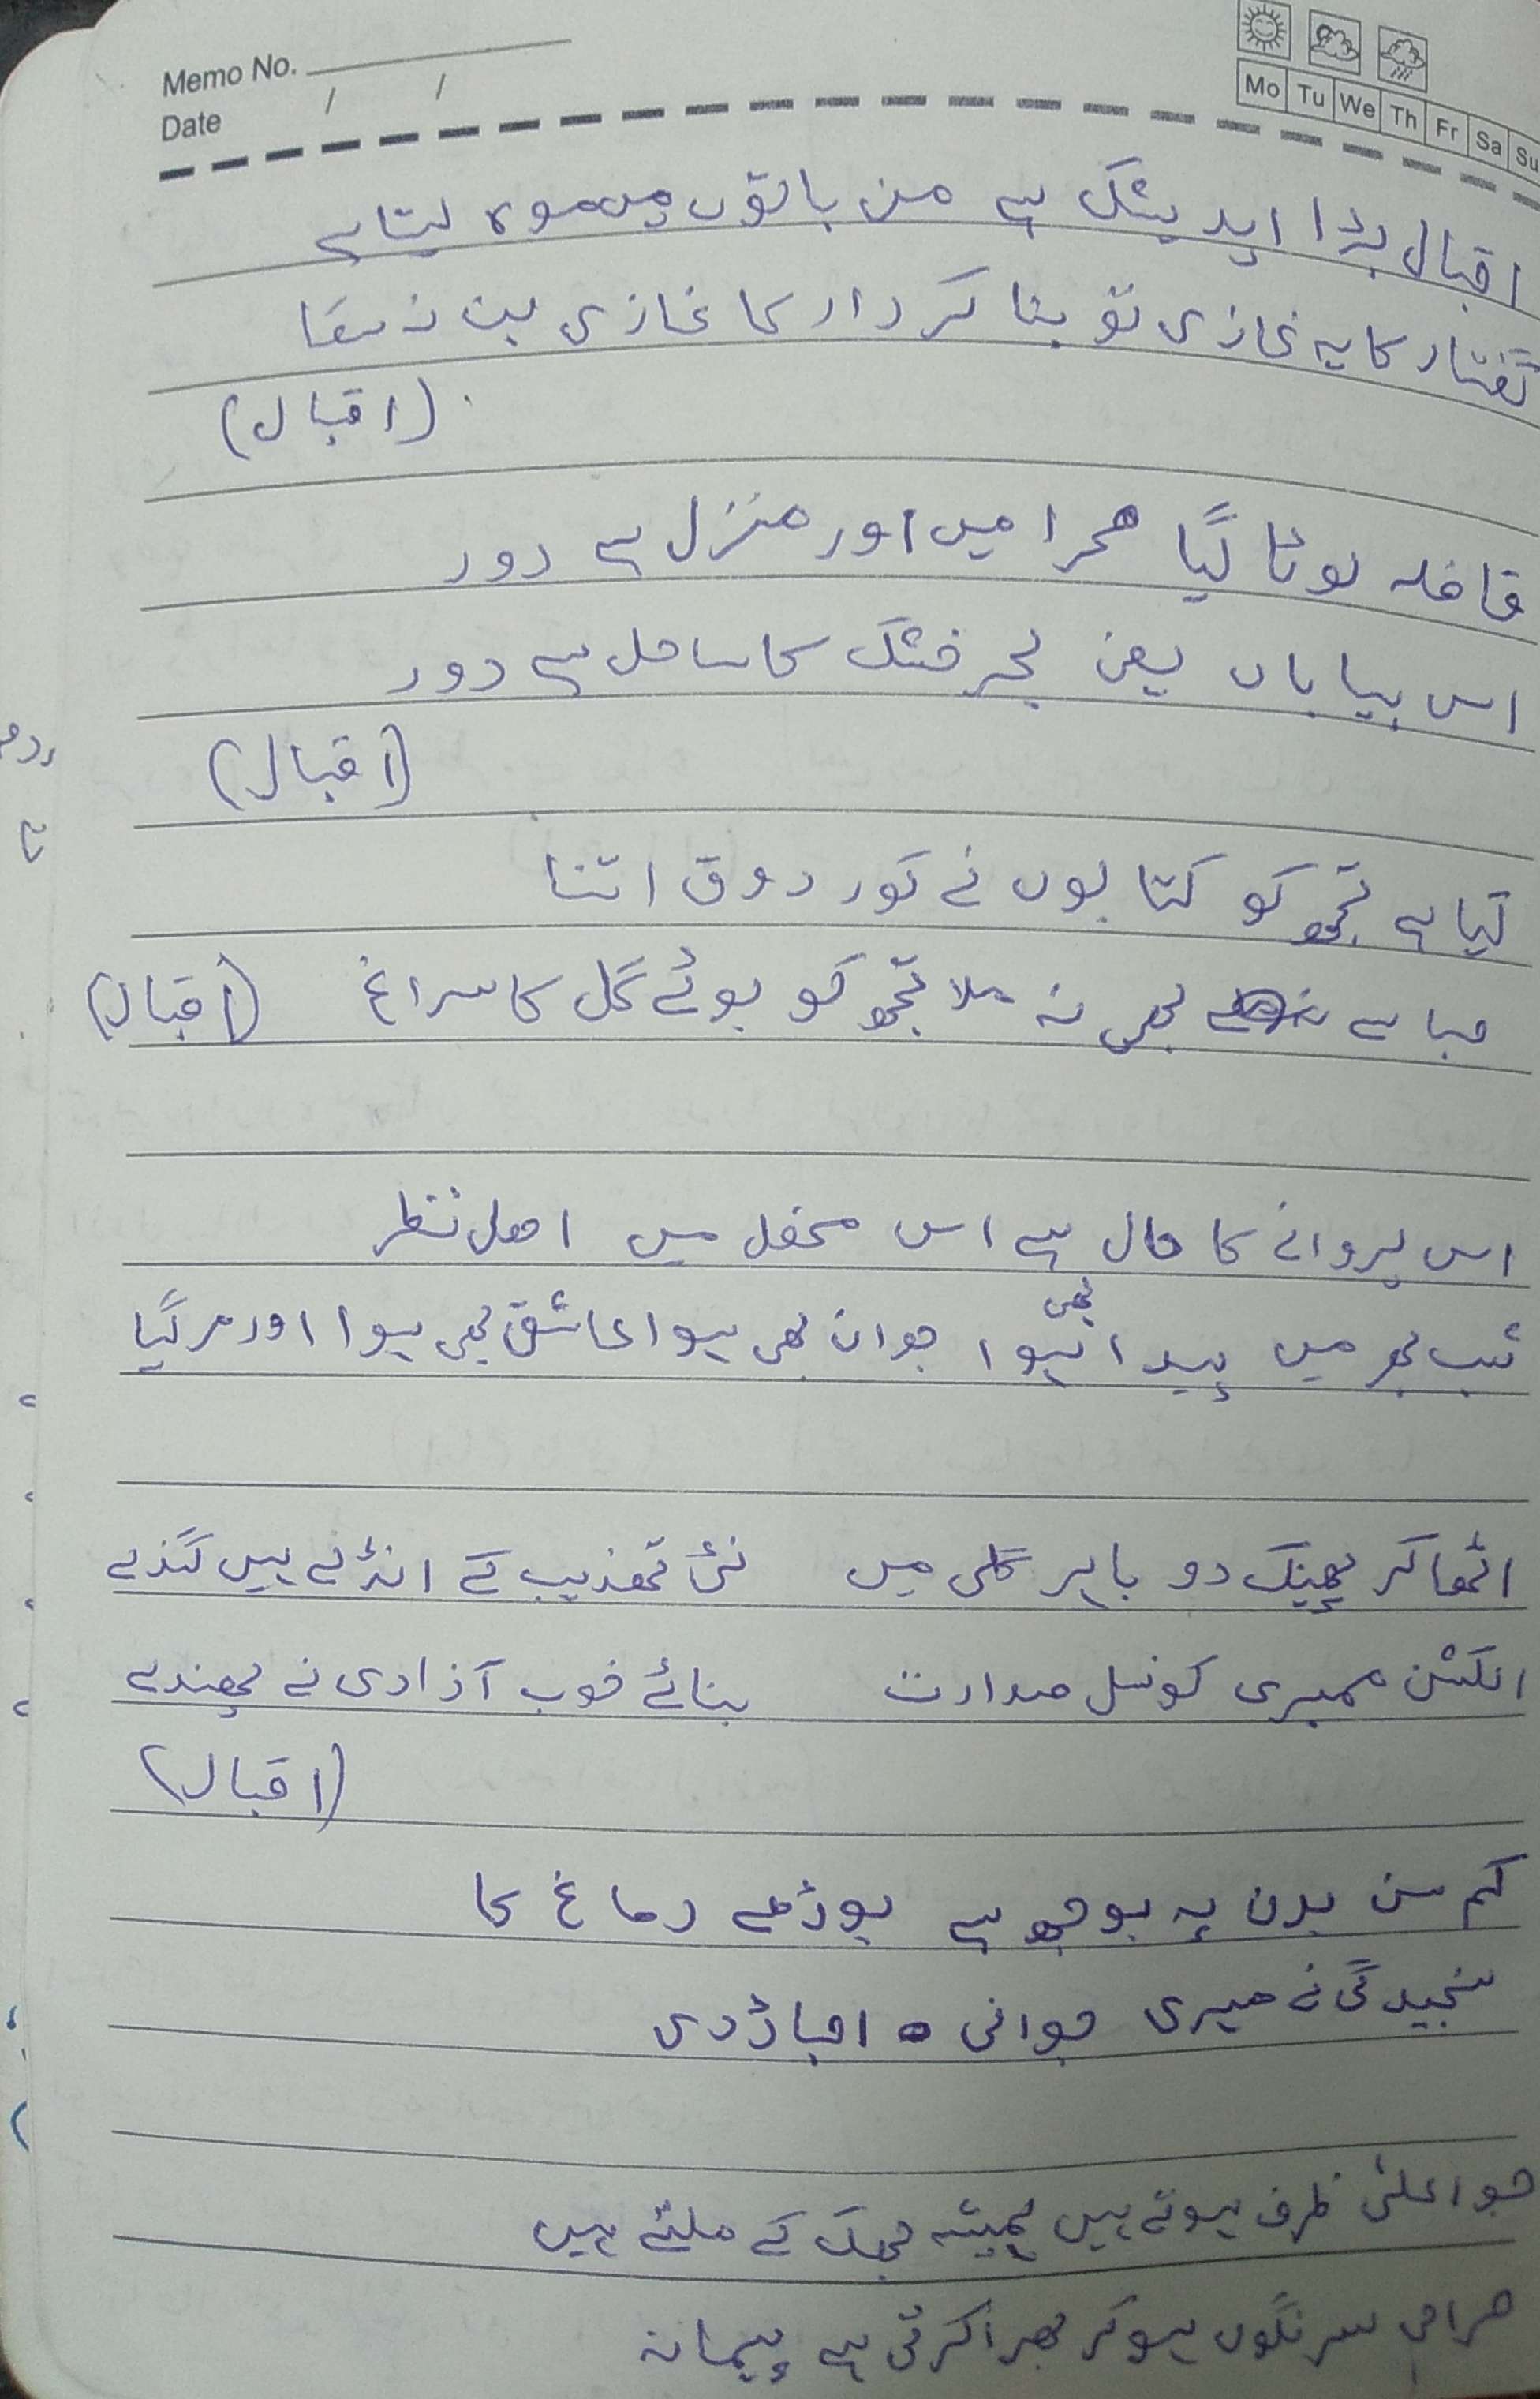 Memo No.
Date / /
Mo Tu We Th Fr Sa Su
اقبال بڑا اپدیشک ہے من باتوں میں موہ لیتا ہے
گفتار کا یہ غازی تو بنا کردار کا غازی بن نہ سکا
(اقبال)
قافلہ لوٹا گیا صحرا میں اور منزل ہے دور
اس بیاباں یعنی بحر خشک کا ساحل ہے دور
(اقبال)
کیا ہے تجھ کو کتابوں نے کور ذوق اتنا
صبا سے بھی نہ ملا تجھ کو بوئے گل کا سراغ (اقبال)
اس پروانے کا حال ہے اس محفل میں اھل نظر
شب بھر میں پیدا بھی ہوا جوان بھی ہوا عاشق بھی ہوا اور مر گیا
اٹھا کر پھینک دو باہر گلی میں نئی تھذیب کے انڈے ہیں گندے
الکشن ممبری کونسل صدارت بنائے خوب آزادی نے پھندے
(اقبال)
کم سن بدن پہ بوجھ ہے بوڑھے دماغ کا
سنجیدگی نے میری جوانی اجاڑ دی
جو اعلیٰ ظرف ہوتے ہیں ہمیشہ جھک کے ملتے ہیں
صراحی سرنگوں ہو کر بھرا کرتی ہے پیمانہ